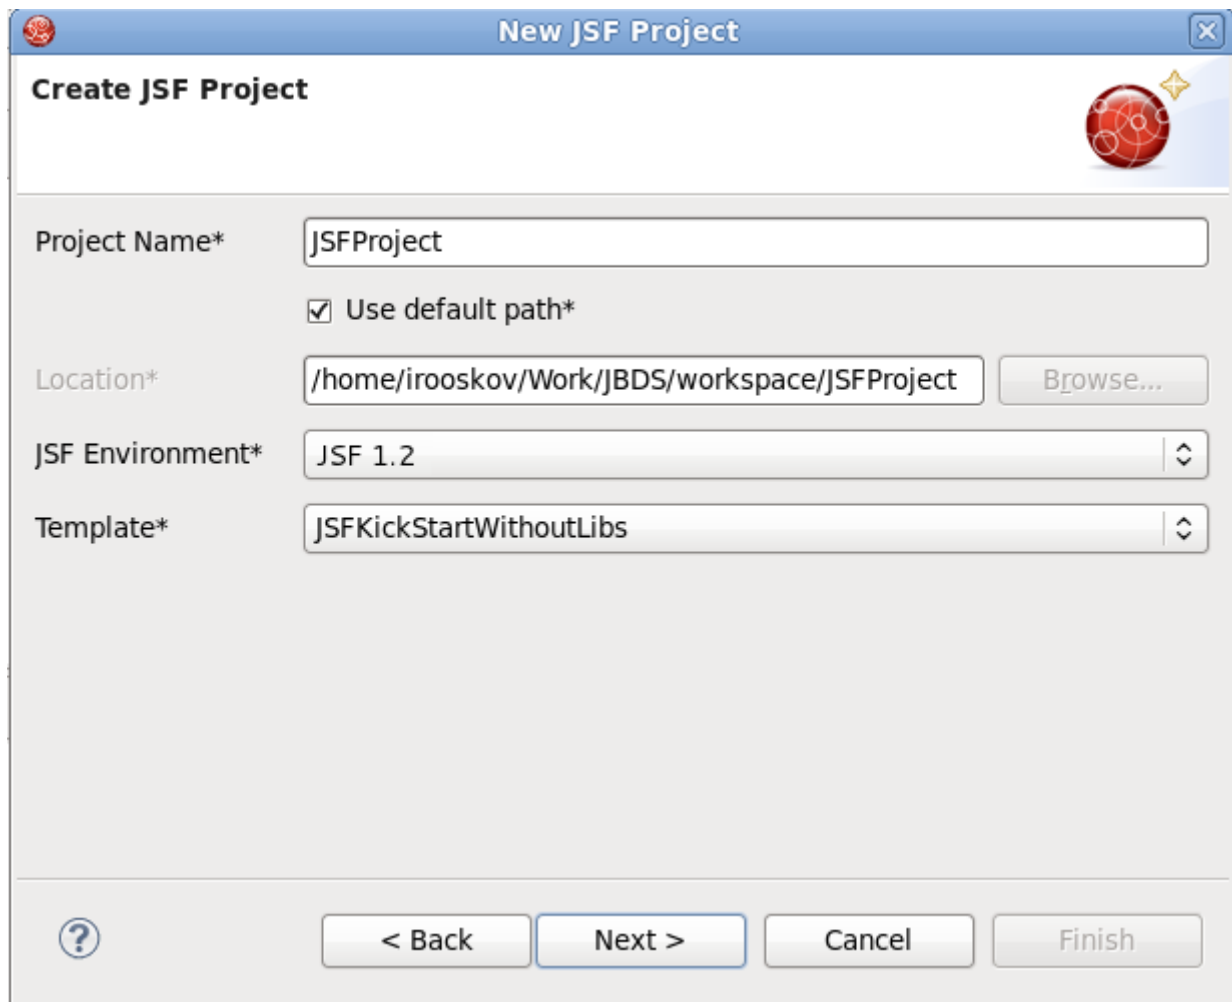 New JSF Project
Create JSF Project
Project Name* JSFProject
Use default path*
Location* /home/irooskov/Work/JBDS/workspace/JSFProject Browse...
JSF Environment* JSF 1.2
Template* JSFKickStartWithoutLibs
? < Back Next > Cancel Finish